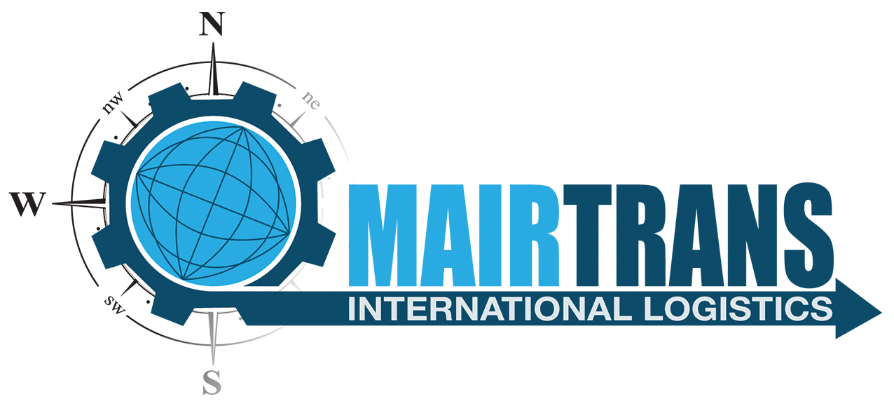 N
nw
ne
W
MAIRTRANS
INTERNATIONAL LOGISTICS
sw
S